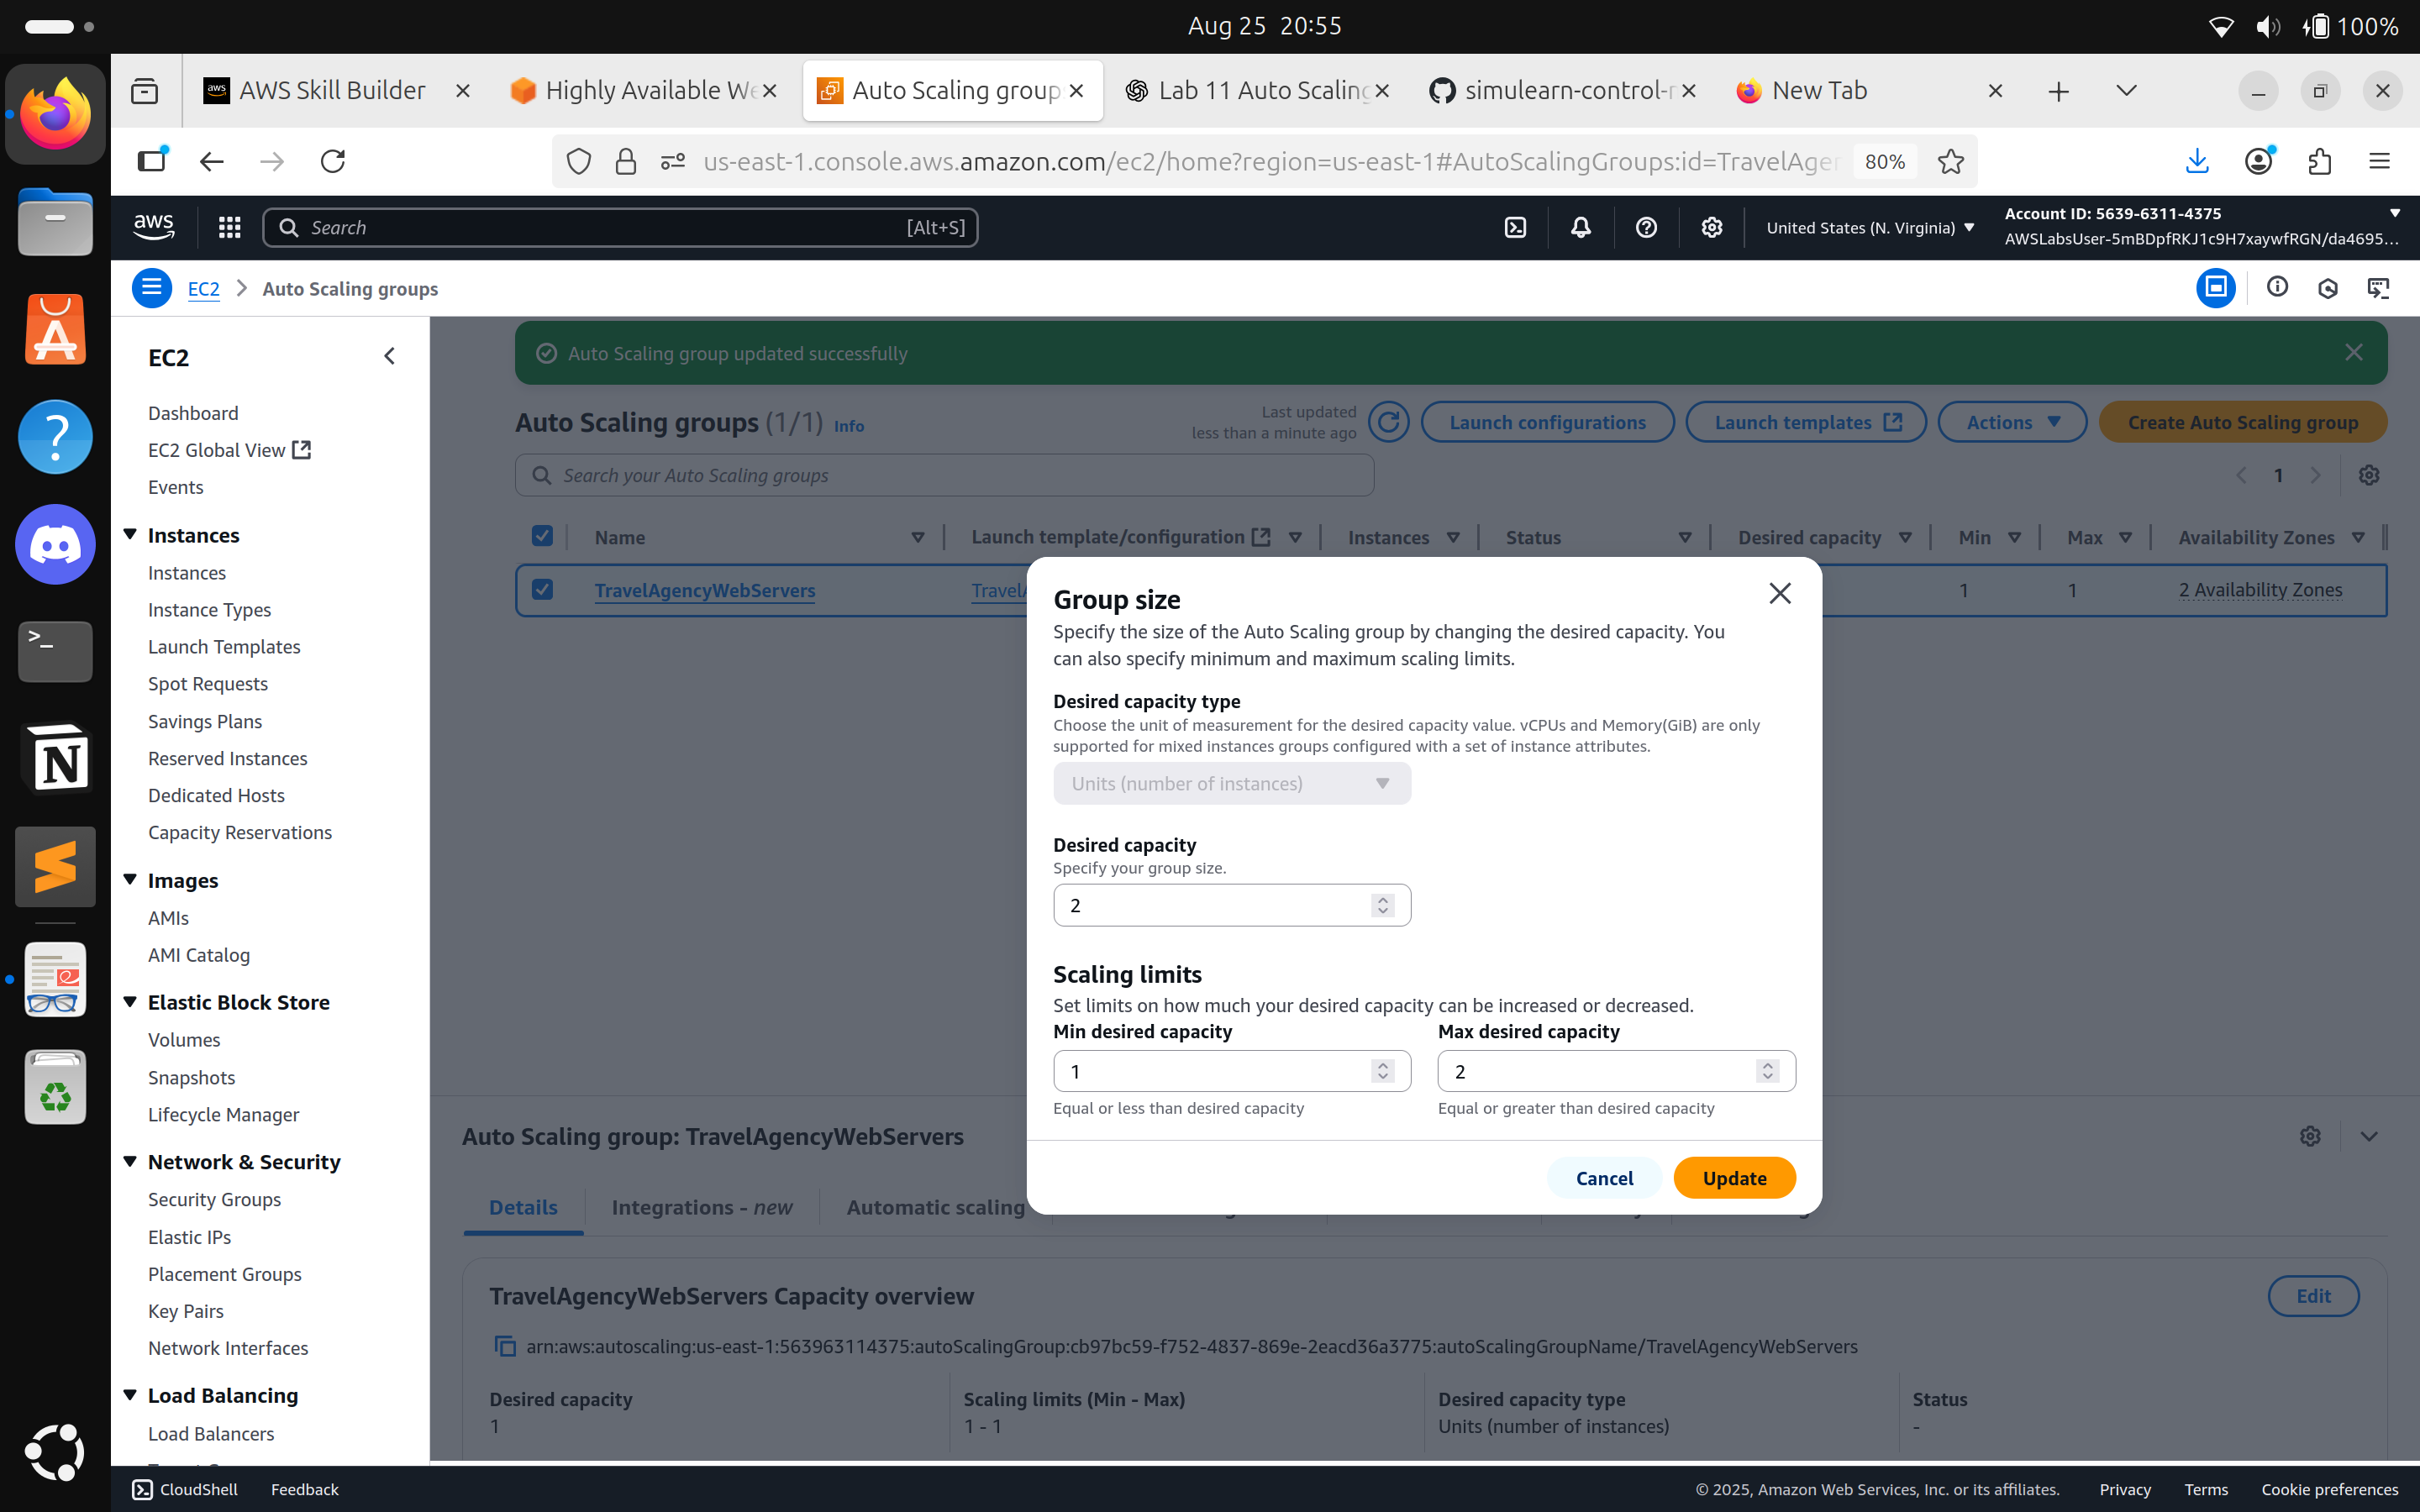 Aug 25 20:55
100%
AWS Skill Builder
Highly Available We
Auto Scaling group
Lab 11 Auto Scaling
simulearn-control-r
New Tab
us-east-1.console.aws.amazon.com/ec2/home?region=us-east-1#AutoScalingGroups:id=TravelAger
80%
aws
Search
[Alt+S]
United States (N. Virginia)
Account ID: 5639-6311-4375
AWSLabsUser-5mBDpfRKJ1c9H7xaywfRGN/da4695...
EC2
Auto Scaling groups
EC2
Dashboard
EC2 Global View
Events
Instances
Instances
Instance Types
Launch Templates
Spot Requests
Savings Plans
Reserved Instances
Dedicated Hosts
Capacity Reservations
Images
AMIs
AMI Catalog
Elastic Block Store
Volumes
Snapshots
Lifecycle Manager
Network & Security
Security Groups
Elastic IPs
Placement Groups
Key Pairs
Network Interfaces
Load Balancing
Load Balancers
Auto Scaling group updated successfully
Auto Scaling groups (1/1) Info
Last updated
less than a minute ago
Launch configurations
Launch templates
Actions
Create Auto Scaling group
Search your Auto Scaling groups
1
Name
Launch template/configuration
Instances
Status
Desired capacity
Min
Max
Availability Zones
TravelAgencyWebServers
TravelA
1
1
2 Availability Zones
Group size
Specify the size of the Auto Scaling group by changing the desired capacity. You
can also specify minimum and maximum scaling limits.
Desired capacity type
Choose the unit of measurement for the desired capacity value. vCPUs and Memory(GiB) are only
supported for mixed instances groups configured with a set of instance attributes.
Units (number of instances)
Desired capacity
Specify your group size.
2
Scaling limits
Set limits on how much your desired capacity can be increased or decreased.
Min desired capacity
Max desired capacity
1
2
Equal or less than desired capacity
Equal or greater than desired capacity
Cancel
Update
Auto Scaling group: TravelAgencyWebServers
Details
Integrations - new
Automatic scaling
TravelAgencyWebServers Capacity overview
Edit
arn:aws:autoscaling:us-east-1:563963114375:autoScalingGroup:cb97bc59-f752-4837-869e-2eacd36a3775:autoScalingGroupName/TravelAgencyWebServers
Desired capacity
Scaling limits (Min - Max)
Desired capacity type
Status
1
1 - 1
Units (number of instances)
-
CloudShell
Feedback
© 2025, Amazon Web Services, Inc. or its affiliates.
Privacy
Terms
Cookie preferences